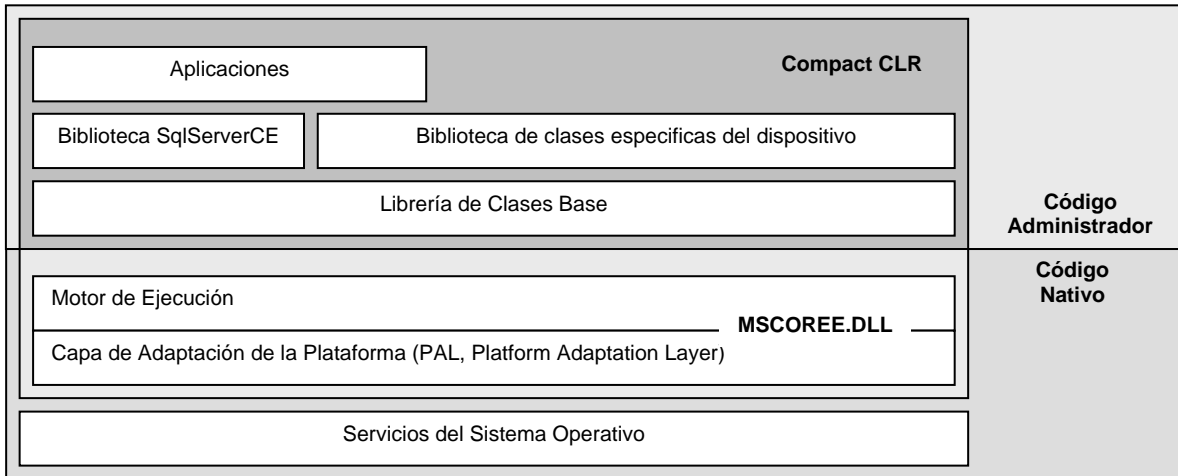 Aplicaciones
Compact CLR
Biblioteca SqlServerCE
Biblioteca de clases especificas del dispositivo
Librería de Clases Base
Código
Administrador
Código
Nativo
Motor de Ejecución
MSCOREE.DLL
Capa de Adaptación de la Plataforma (PAL, Platform Adaptation Layer)
Servicios del Sistema Operativo